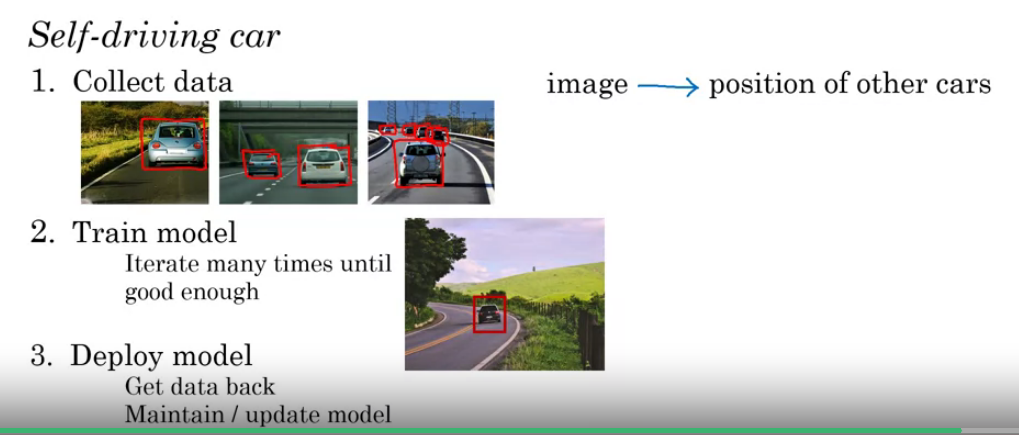 Self-driving car
1. Collect data
image → position of other cars
2. Train model
Iterate many times until
good enough
3. Deploy model
Get data back
Maintain / update model